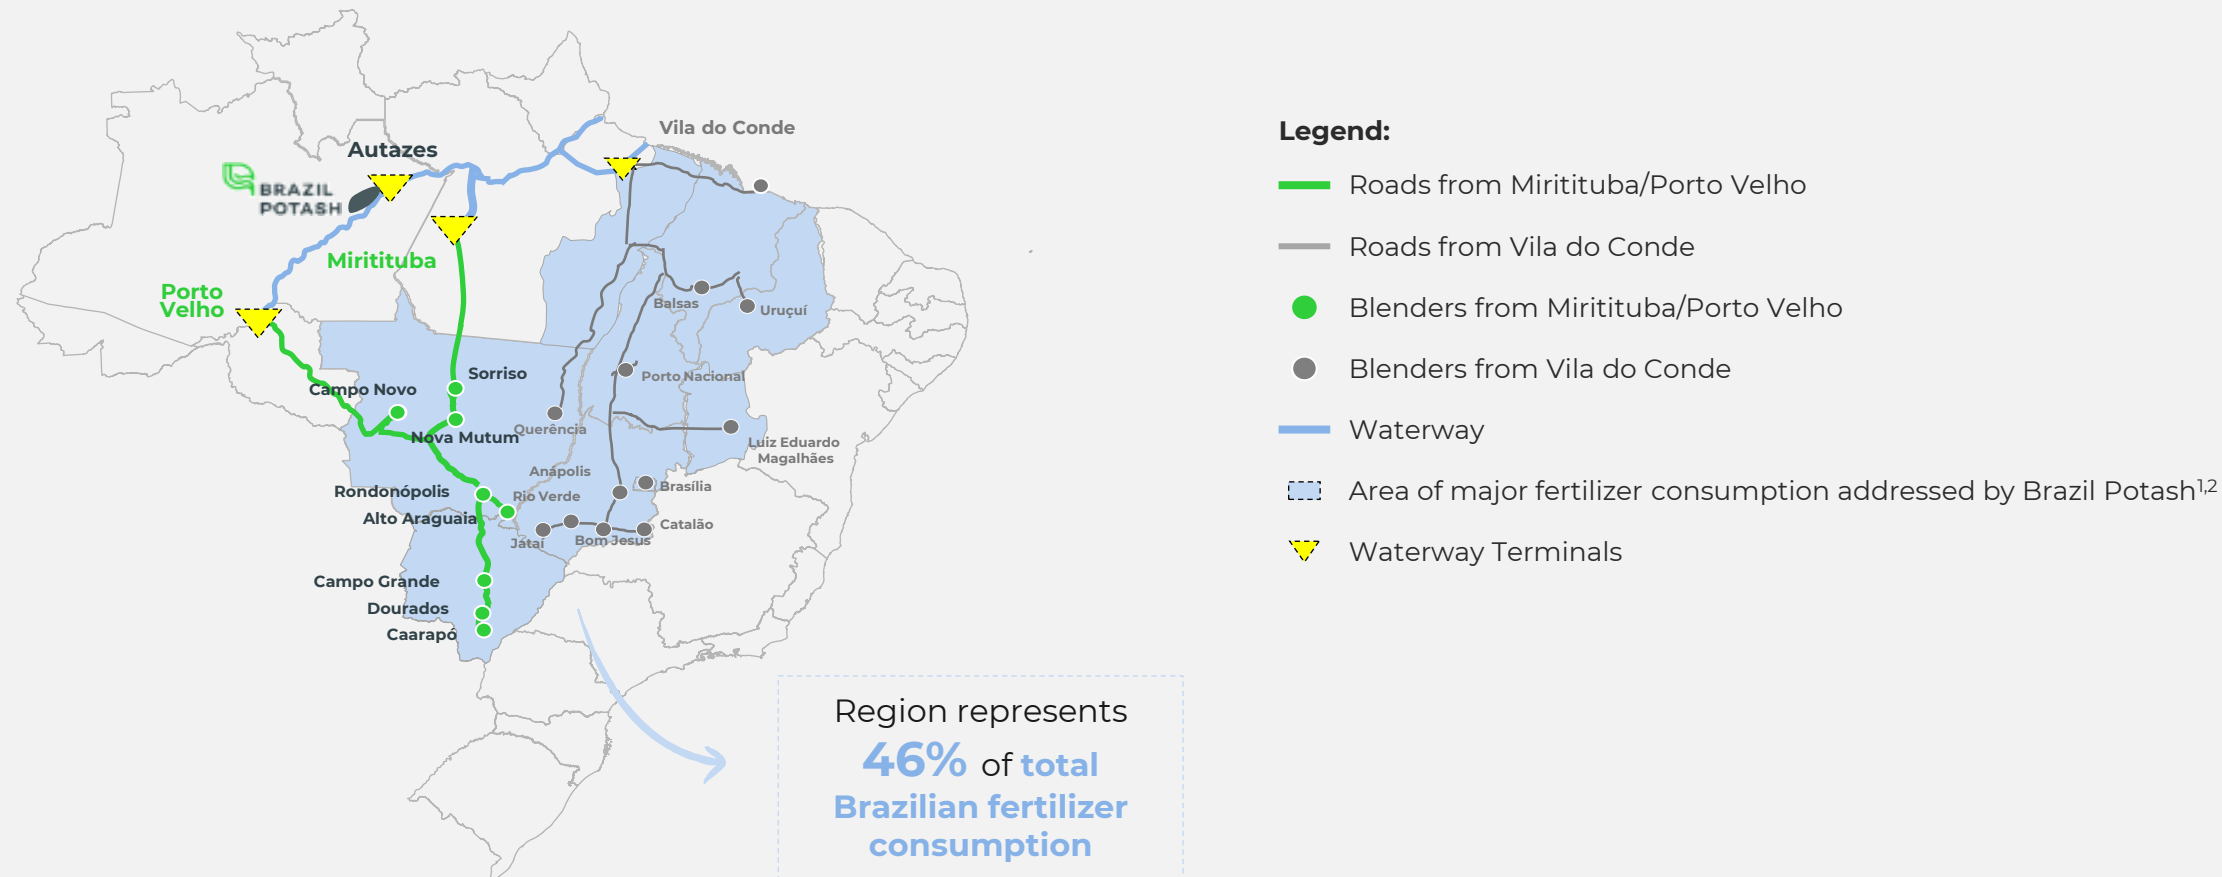 Vila do Conde
Autazes
BRAZIL
POTASH
Miritituba
Porto
Velho
Balsas
Uruçuí
Sorriso
Porto Nacional
Campo Novo
Querência
Nova Mutum
Luiz Eduardo
Magalhães
Anápolis
Brasília
Rondonópolis
Rio Verde
Alto Araguaia
Catalão
Jataí
Bom Jesus
Campo Grande
Dourados
Caarapó
Region represents
46% of total
Brazilian fertilizer
consumption
Legend:
Roads from Miritituba/Porto Velho
Roads from Vila do Conde
Blenders from Miritituba/Porto Velho
Blenders from Vila do Conde
Waterway
Area of major fertilizer consumption addressed by Brazil Potash¹,²
Waterway Terminals